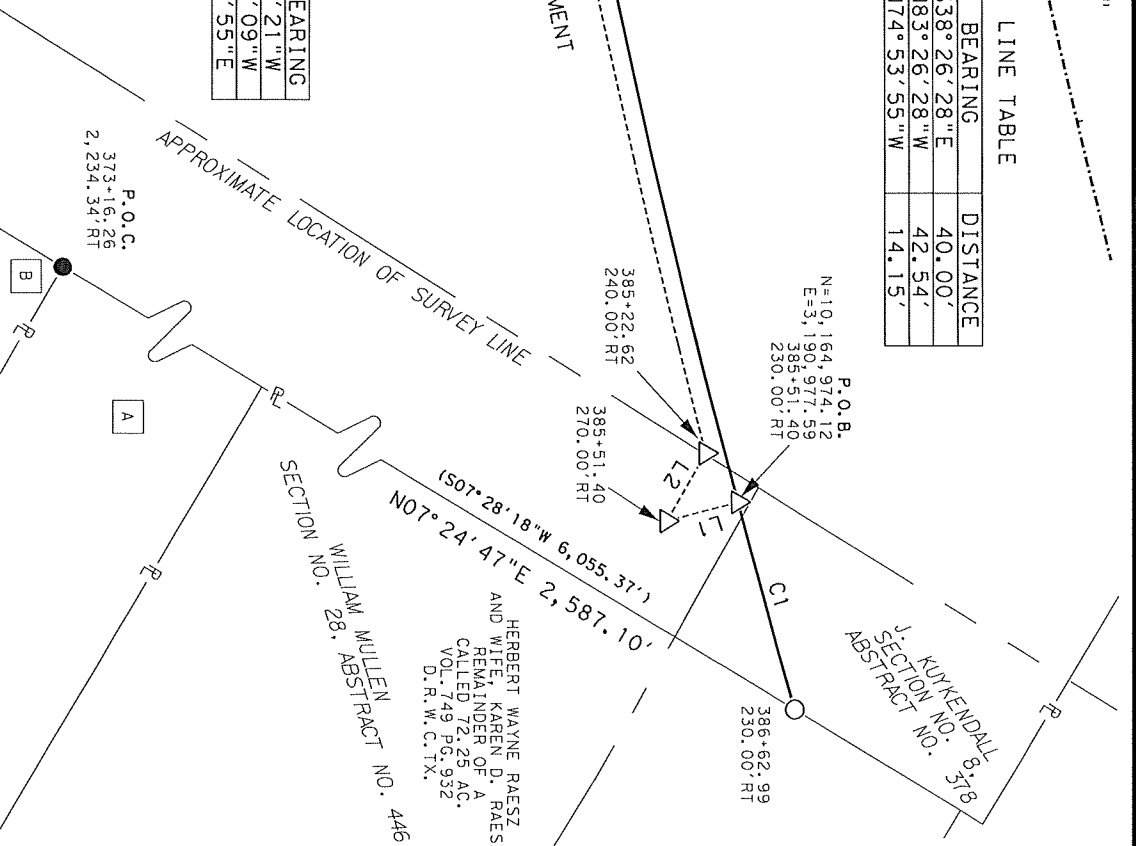 LINE TABLE
BEARING DISTANCE
38°26'28"E 40.00'
83°26'28"W 42.54'
174°53'55"W 14.15'
EARING
'21"W
'09"W
'55"E
MENT
APPROXIMATE LOCATION OF SURVEY LINE
P.O.C.
373+16.26
2,234.34'RT
B
A
P.O.B.
N=10,164,974.12
E=3,190,977.59
385+51.40
230.00'RT
385+22.62
240.00'RT
385+51.40
270.00'RT
L2
L1
C1
PL
PL
PL
PL
(S07°28'18"W 6,055.37')
N07°24'47"E 2,587.10'
386+62.99
230.00'RT
J. KUYKENDALL
SECTION NO. 8,
ABSTRACT NO. 378
WILLIAM MULLEN
SECTION NO. 28, ABSTRACT NO. 446
HERBERT WAYNE RAESZ
AND WIFE, KAREN D. RAES
REMAINDER OF A
CALLED 72.25 AC.
VOL.749 PG.932
D.R.W.C.TX.